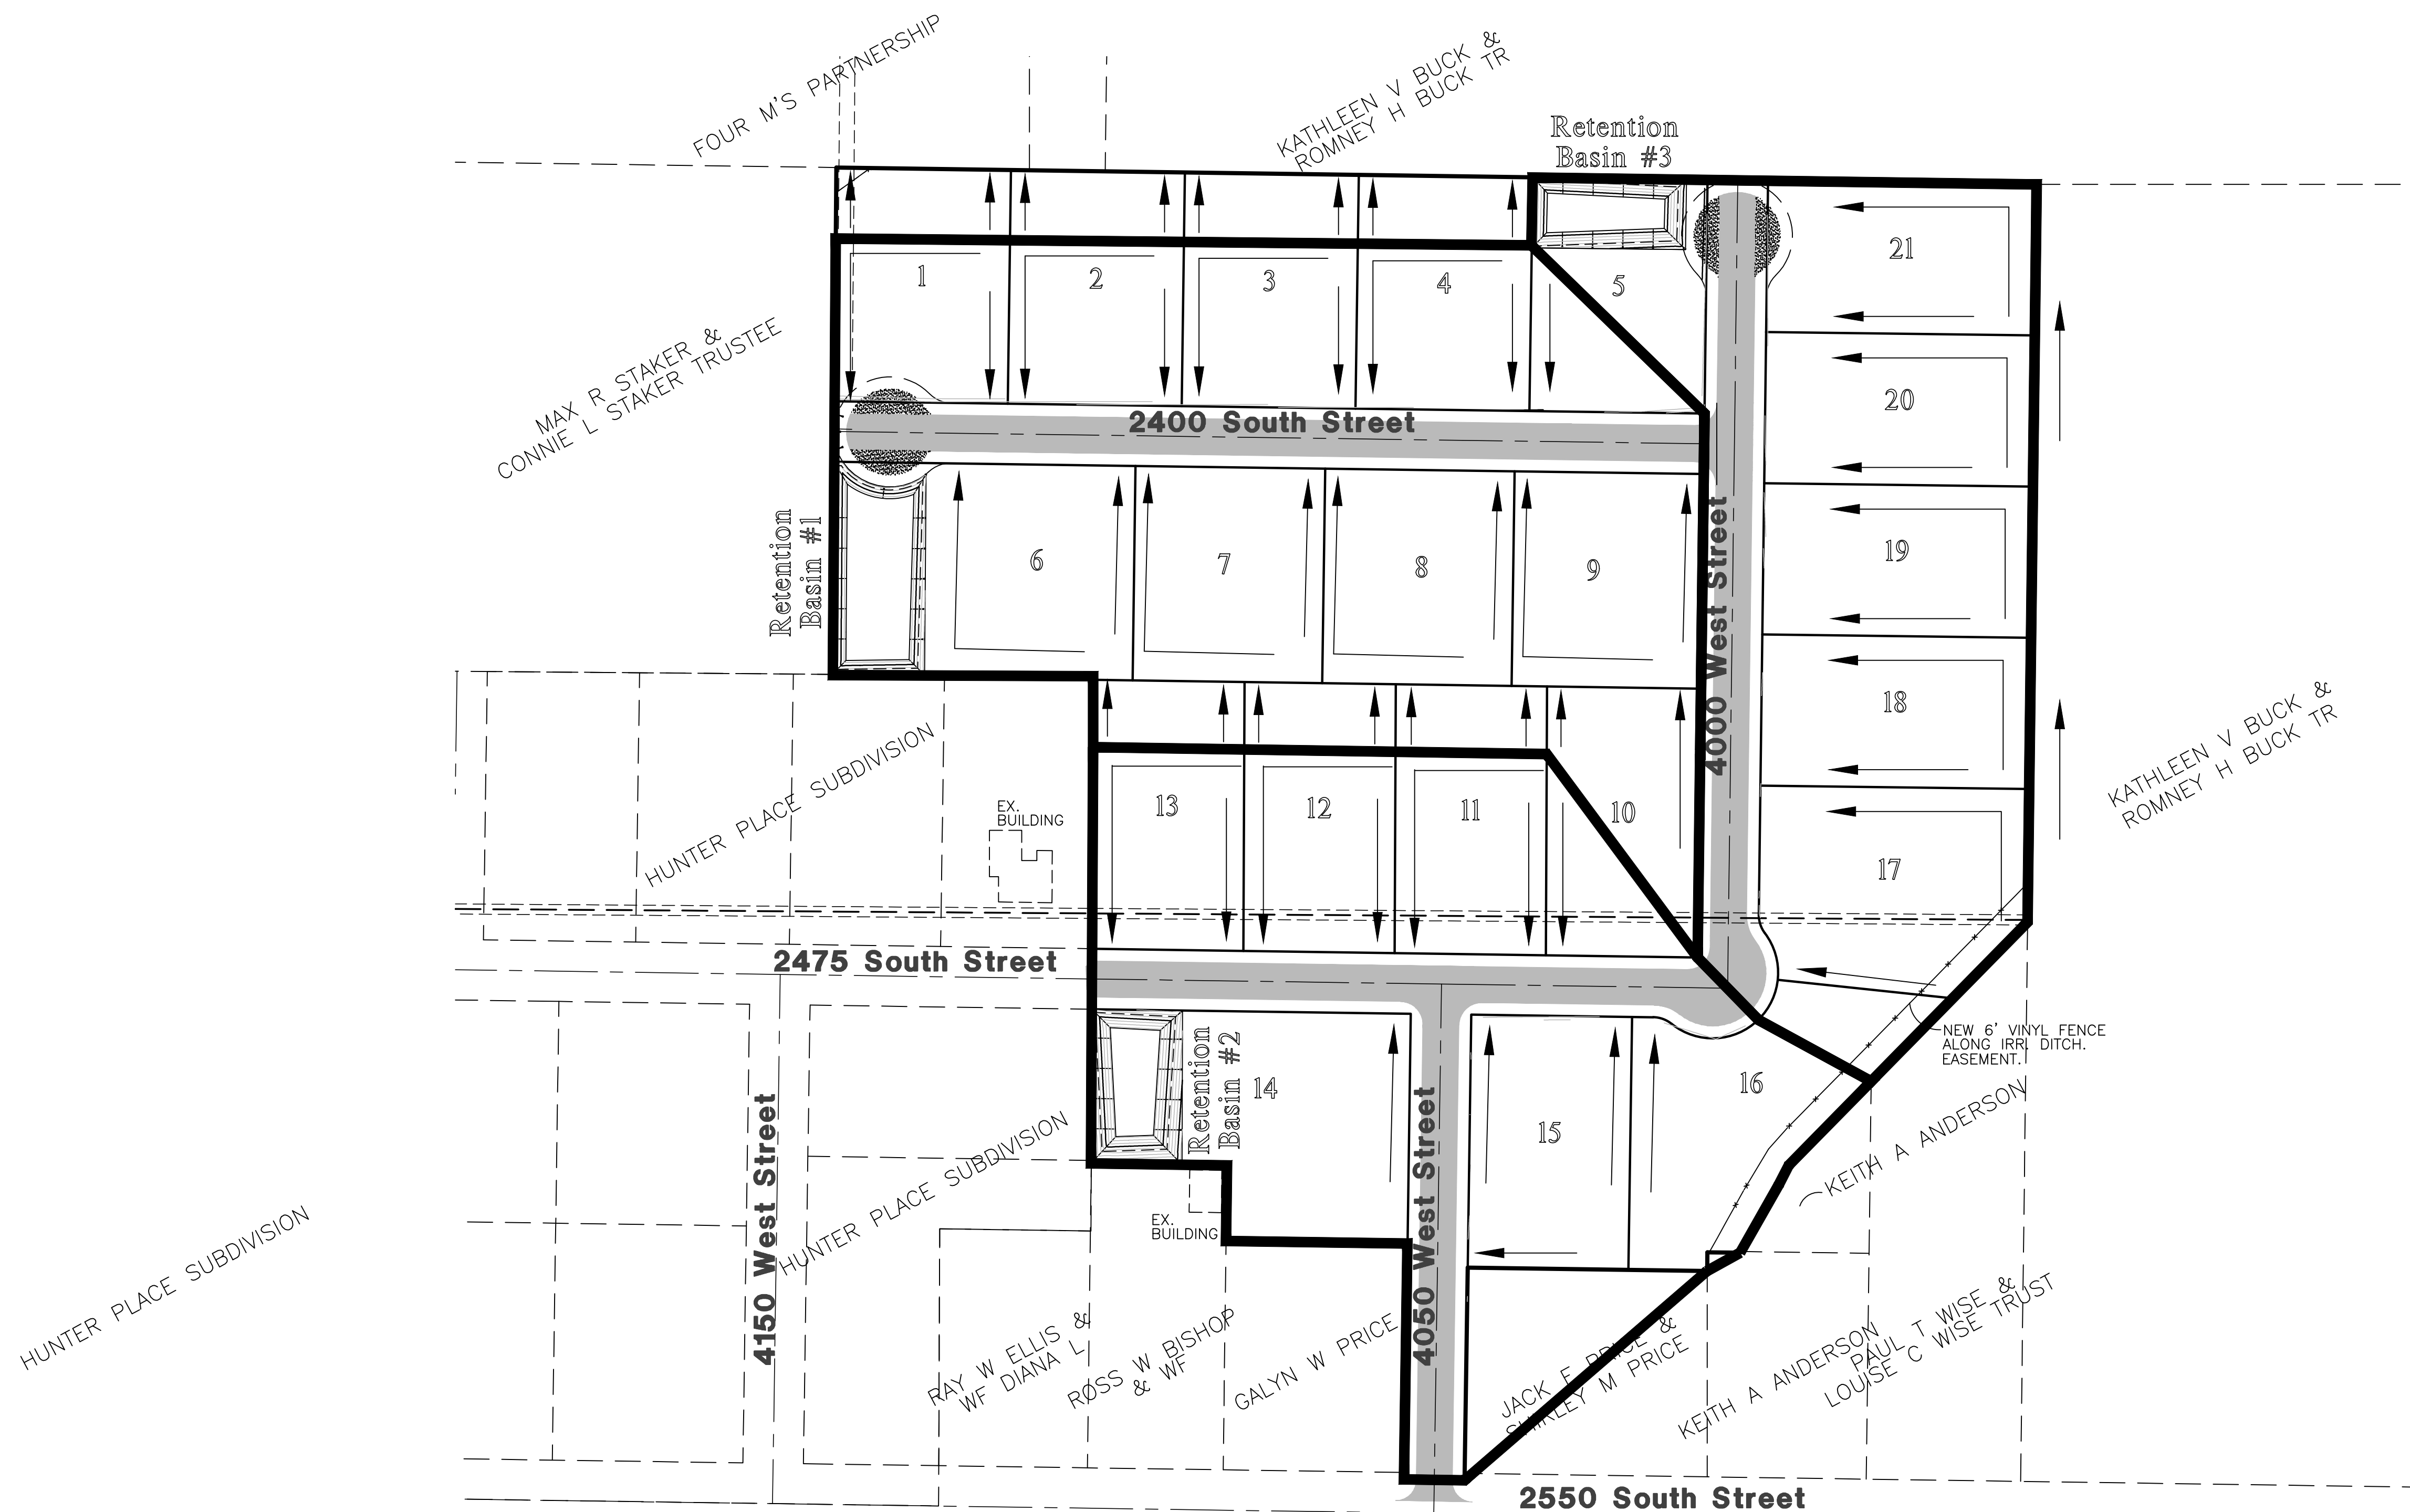 FOUR M'S PARTNERSHIP
KATHLEEN V BUCK &
ROMNEY H BUCK TR
Retention
Basin #3
1
2
3
4
5
21
MAX R STAKER &
CONNIE L STAKER TRUSTEE
2400 South Street
20
Retention
Basin #1
6
7
8
9
4000 West Street
19
18
KATHLEEN V BUCK &
ROMNEY H BUCK TR
HUNTER PLACE SUBDIVISION
EX.
BUILDING
13
12
11
10
17
2475 South Street
NEW 6' VINYL FENCE
ALONG IRR. DITCH.
EASEMENT.
Retention
Basin #2
14
15
16
4150 West Street
4050 West Street
HUNTER PLACE SUBDIVISION
KEITH A ANDERSON
EX.
BUILDING
HUNTER PLACE SUBDIVISION
RAY W ELLIS &
WF DIANA L
ROSS W BISHOP
& WF
GALYN W PRICE
JACK F PRICE &
SHIRLEY M PRICE
KEITH A ANDERSON
PAUL T WISE &
LOUISE C WISE TRUST
2550 South Street